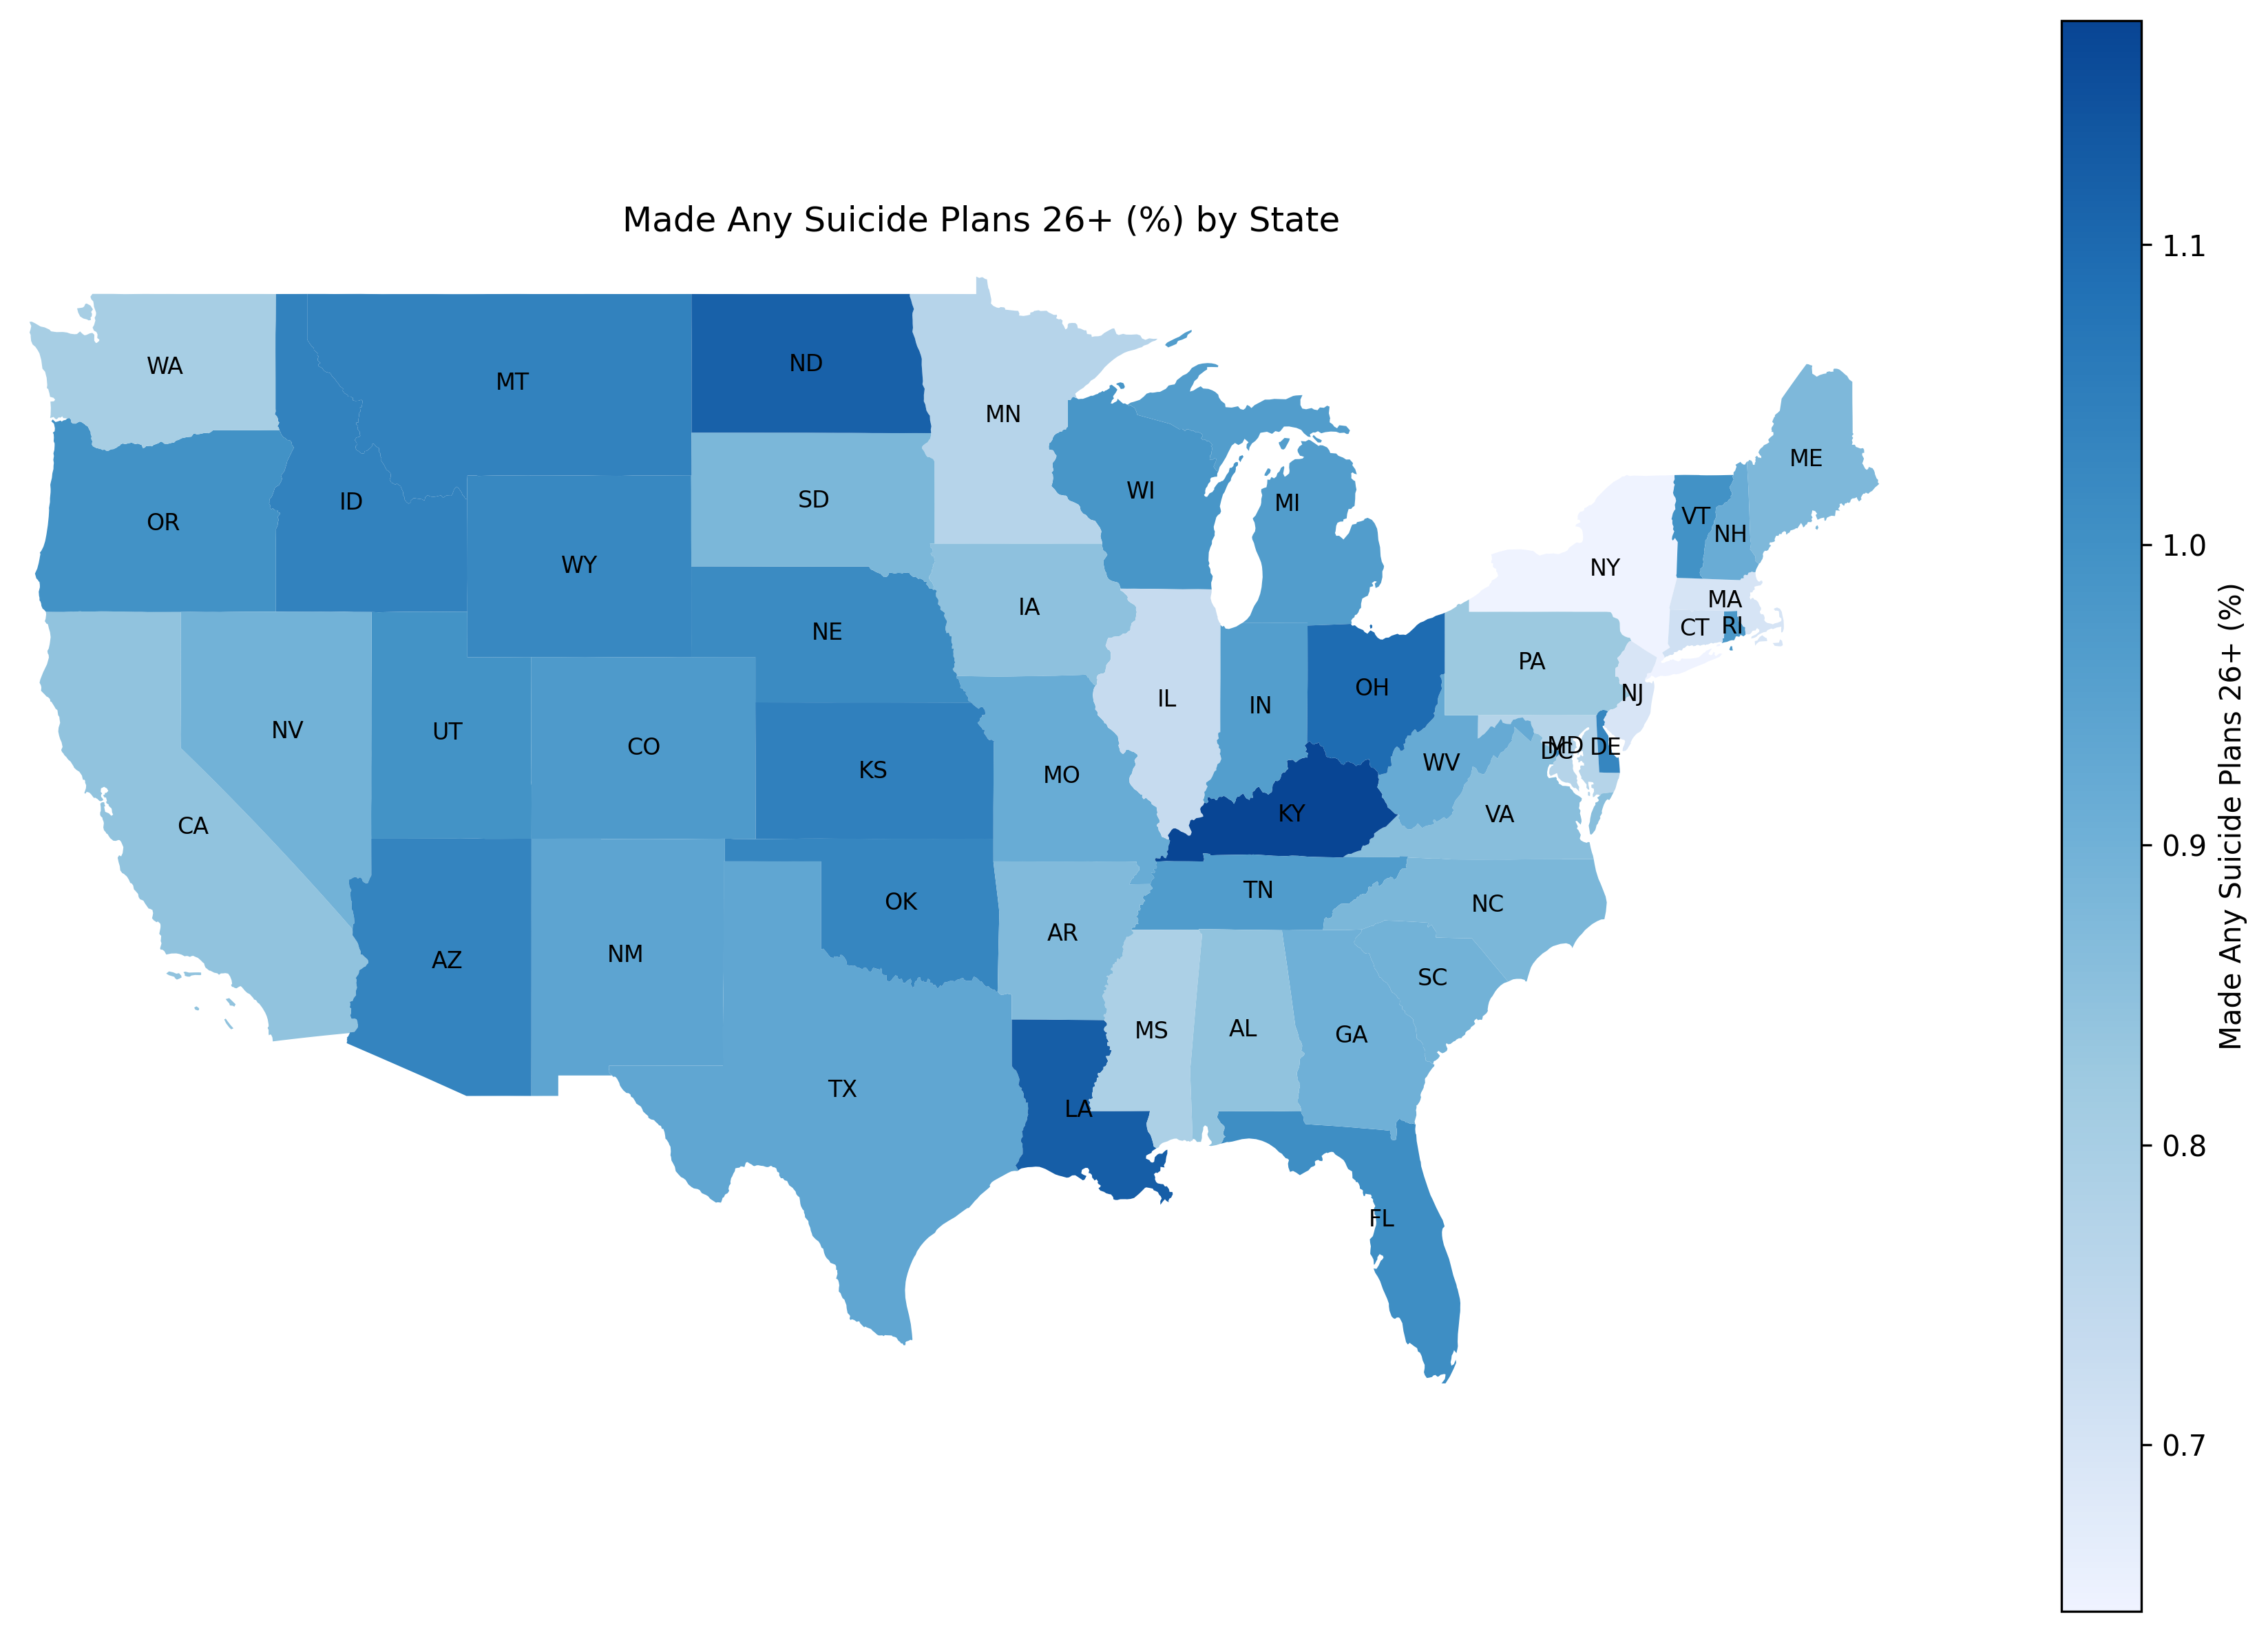 Made Any Suicide Plans 26+ (%) by State
WA
MT
ND
MN
OR
ID
WY
SD
WI
MI
ME
VT
NH
NY
MA
CT
RI
IA
NE
PA
NJ
OH
IN
IL
NV
UT
CO
KS
MO
WV
DC
MD
DE
VA
KY
CA
AZ
NM
OK
AR
TN
NC
SC
MS
AL
GA
TX
LA
FL
1.1
1.0
0.9
0.8
0.7
Made Any Suicide Plans 26+ (%)